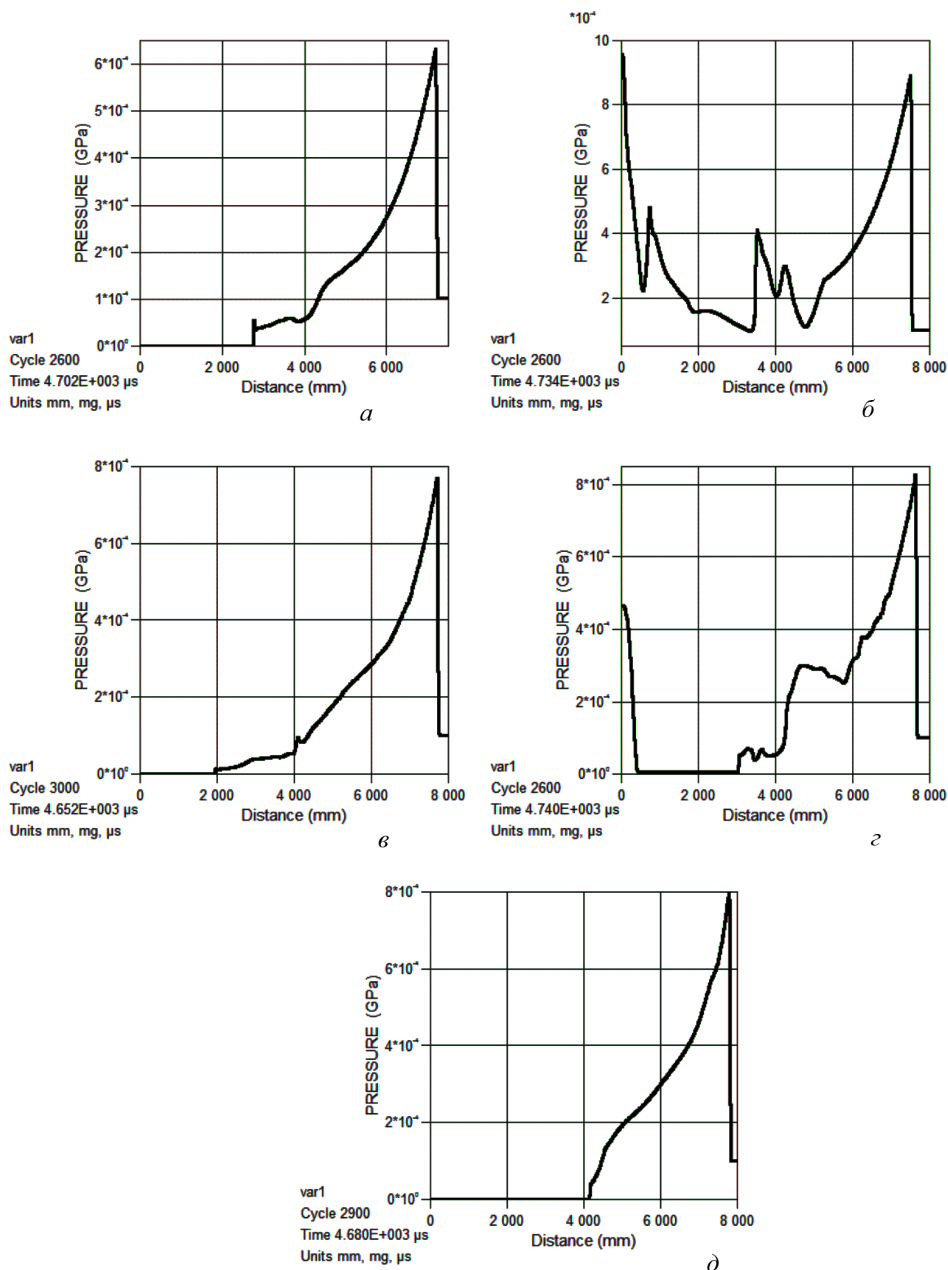 6*10⁻⁴
5*10⁻⁴
4*10⁻⁴
3*10⁻⁴
2*10⁻⁴
1*10⁻⁴
0*10⁰
PRESSURE (GPa)
0 2 000 4 000 6 000
Distance (mm)
var1
Cycle 2600
Time 4.702E+003 µs
Units mm, mg, µs
а
*10⁻⁴
10
8
6
4
2
PRESSURE (GPa)
0 2 000 4 000 6 000 8 000
Distance (mm)
var1
Cycle 2600
Time 4.734E+003 µs
Units mm, mg, µs
б
8*10⁻⁴
6*10⁻⁴
4*10⁻⁴
2*10⁻⁴
0*10⁰
PRESSURE (GPa)
0 2 000 4 000 6 000 8 000
Distance (mm)
var1
Cycle 3000
Time 4.652E+003 µs
Units mm, mg, µs
в
8*10⁻⁴
6*10⁻⁴
4*10⁻⁴
2*10⁻⁴
0*10⁰
PRESSURE (GPa)
0 2 000 4 000 6 000 8 000
Distance (mm)
var1
Cycle 2600
Time 4.740E+003 µs
Units mm, mg, µs
г
8*10⁻⁴
6*10⁻⁴
4*10⁻⁴
2*10⁻⁴
0*10⁰
PRESSURE (GPa)
0 2 000 4 000 6 000 8 000
Distance (mm)
var1
Cycle 2900
Time 4.680E+003 µs
Units mm, mg, µs
д